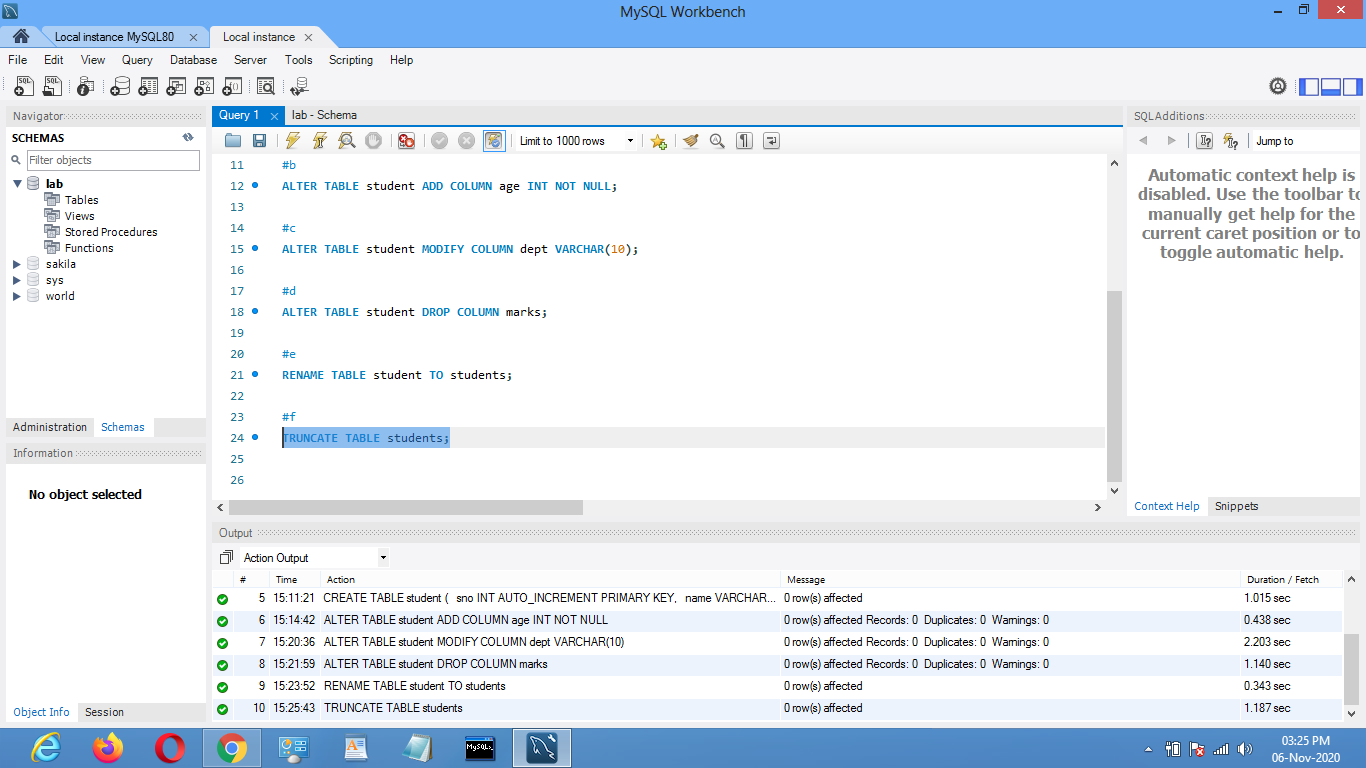 MySQL Workbench
Local instance MySQL80 ×
Local instance ×
File Edit View Query Database Server Tools Scripting Help
Navigator
SCHEMAS
Filter objects
lab
Tables
Views
Stored Procedures
Functions
sakila
sys
world
Administration Schemas
Information
No object selected
Object Info Session
Query 1 × lab - Schema
Limit to 1000 rows
11 #b
12 ALTER TABLE student ADD COLUMN age INT NOT NULL;
13
14 #c
15 ALTER TABLE student MODIFY COLUMN dept VARCHAR(10);
16
17 #d
18 ALTER TABLE student DROP COLUMN marks;
19
20 #e
21 RENAME TABLE student TO students;
22
23 #f
24 TRUNCATE TABLE students;
25
26
SQLAdditions
Jump to
Automatic context help is
disabled. Use the toolbar to
manually get help for the
current caret position or to
toggle automatic help.
Context Help Snippets
Output
Action Output
# Time Action Message Duration / Fetch
5 15:11:21 CREATE TABLE student ( sno INT AUTO_INCREMENT PRIMARY KEY, name VARCHAR... 0 row(s) affected 1.015 sec
6 15:14:42 ALTER TABLE student ADD COLUMN age INT NOT NULL 0 row(s) affected Records: 0 Duplicates: 0 Warnings: 0 0.438 sec
7 15:20:36 ALTER TABLE student MODIFY COLUMN dept VARCHAR(10) 0 row(s) affected Records: 0 Duplicates: 0 Warnings: 0 2.203 sec
8 15:21:59 ALTER TABLE student DROP COLUMN marks 0 row(s) affected Records: 0 Duplicates: 0 Warnings: 0 1.140 sec
9 15:23:52 RENAME TABLE student TO students 0 row(s) affected 0.343 sec
10 15:25:43 TRUNCATE TABLE students 0 row(s) affected 1.187 sec
03:25 PM
06-Nov-2020